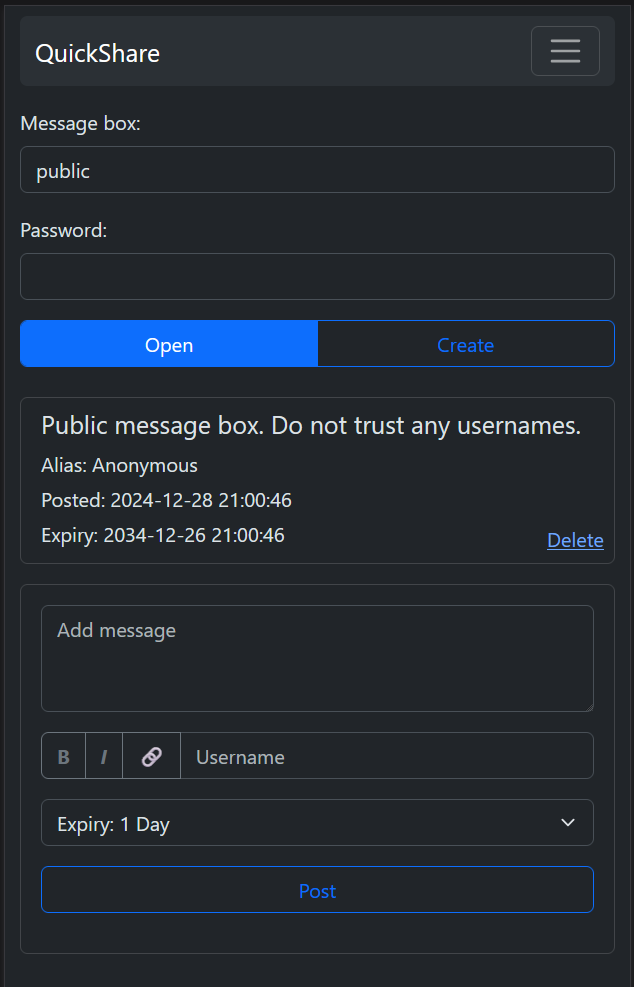 QuickShare
Message box:
public
Password:
Open Create
Public message box. Do not trust any usernames.
Alias: Anonymous
Posted: 2024-12-28 21:00:46
Expiry: 2034-12-26 21:00:46
Delete
Add message
B I Username
Expiry: 1 Day
Post